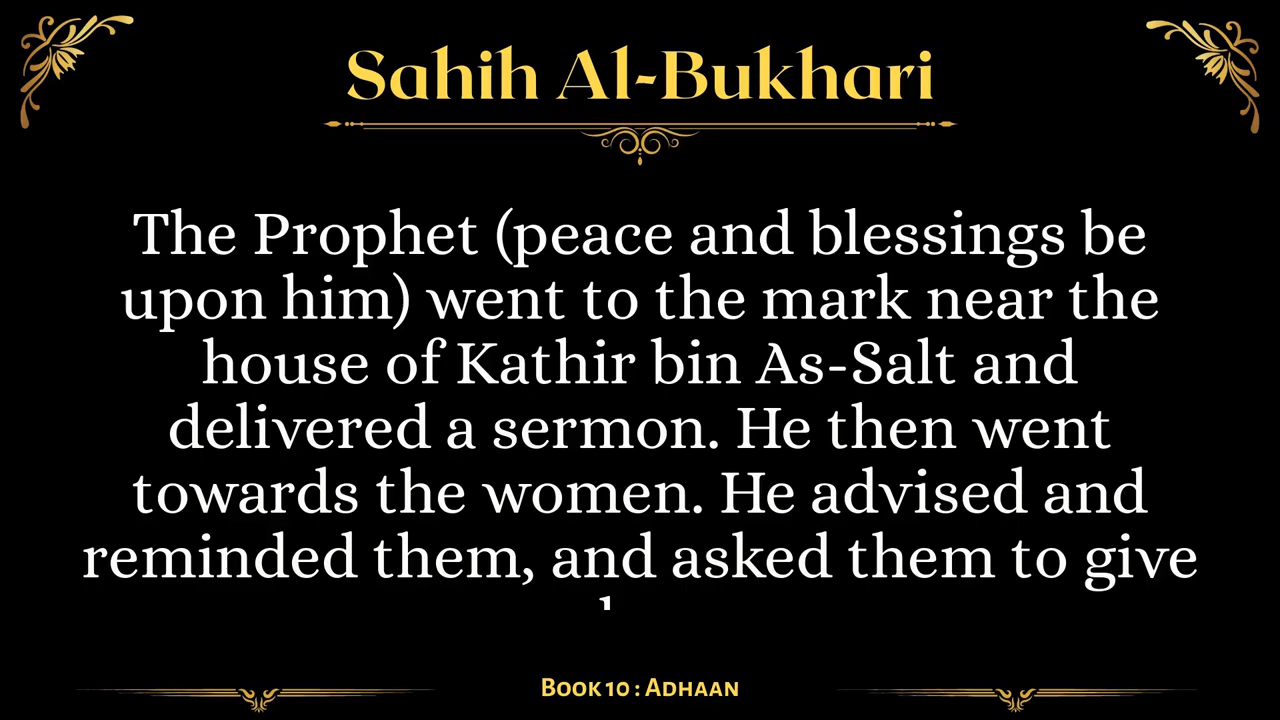 Sahih Al-Bukhari
The Prophet (peace and blessings be
upon him) went to the mark near the
house of Kathir bin As-Salt and
delivered a sermon. He then went
towards the women. He advised and
reminded them, and asked them to give
Book 10 : Adhaan